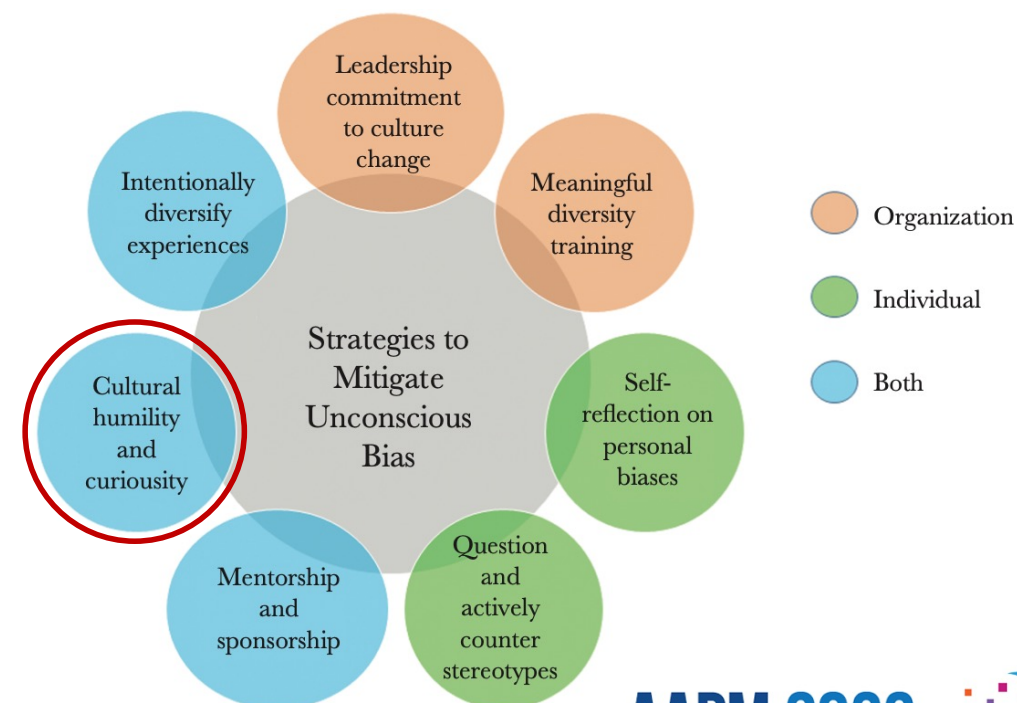 Leadership
commitment
to culture
change
Meaningful
diversity
training
Intentionally
diversify
experiences
Strategies to
Mitigate
Unconscious
Bias
Cultural
humility
and
curiousity
Self-
reflection on
personal
biases
Mentorship
and
sponsorship
Question
and
actively
counter
stereotypes
Organization
Individual
Both